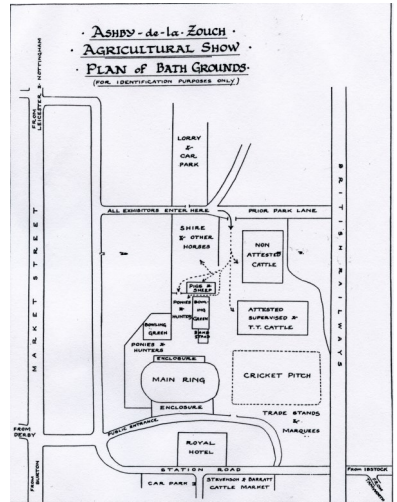 ASHBY-de-la-ZOUCH
AGRICULTURAL SHOW
PLAN of BATH GROUNDS.
(FOR IDENTIFICATION PURPOSES ONLY)
FROM
LEICESTER & NOTTINGHAM
LORRY
&
CAR
PARK
ALL EXHIBITORS ENTER HERE
PRIOR PARK LANE
MARKET STREET
BRITISH RAILWAYS
SHIRE
& OTHER
HORSES
NON
ATTESTED
CATTLE
PIGS &
SHEEP
PONIES
&
HUNTERS
BOWLING
GREEN
BAND
STAND
BOWLING
GREEN
ATTESTED
SUPERVISED &
T.T. CATTLE
PONIES &
HUNTERS
ENCLOSURE
MAIN RING
CRICKET PITCH
ENCLOSURE
TRADE STANDS
&
MARQUEES
PUBLIC ENTRANCE
FROM
DERBY
ROYAL
HOTEL
STATION ROAD
FROM IBSTOCK
FROM
BURTON
CAR PARK
STEVENSON & BARRATT
CATTLE MARKET